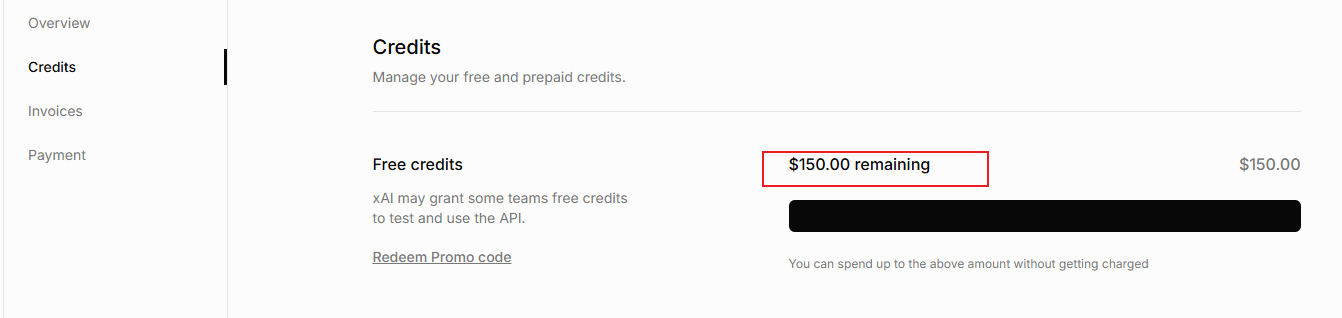 Overview
Credits
Invoices
Payment
Credits
Manage your free and prepaid credits.
Free credits
xAI may grant some teams free credits
to test and use the API.
Redeem Promo code
$150.00 remaining
$150.00
You can spend up to the above amount without getting charged